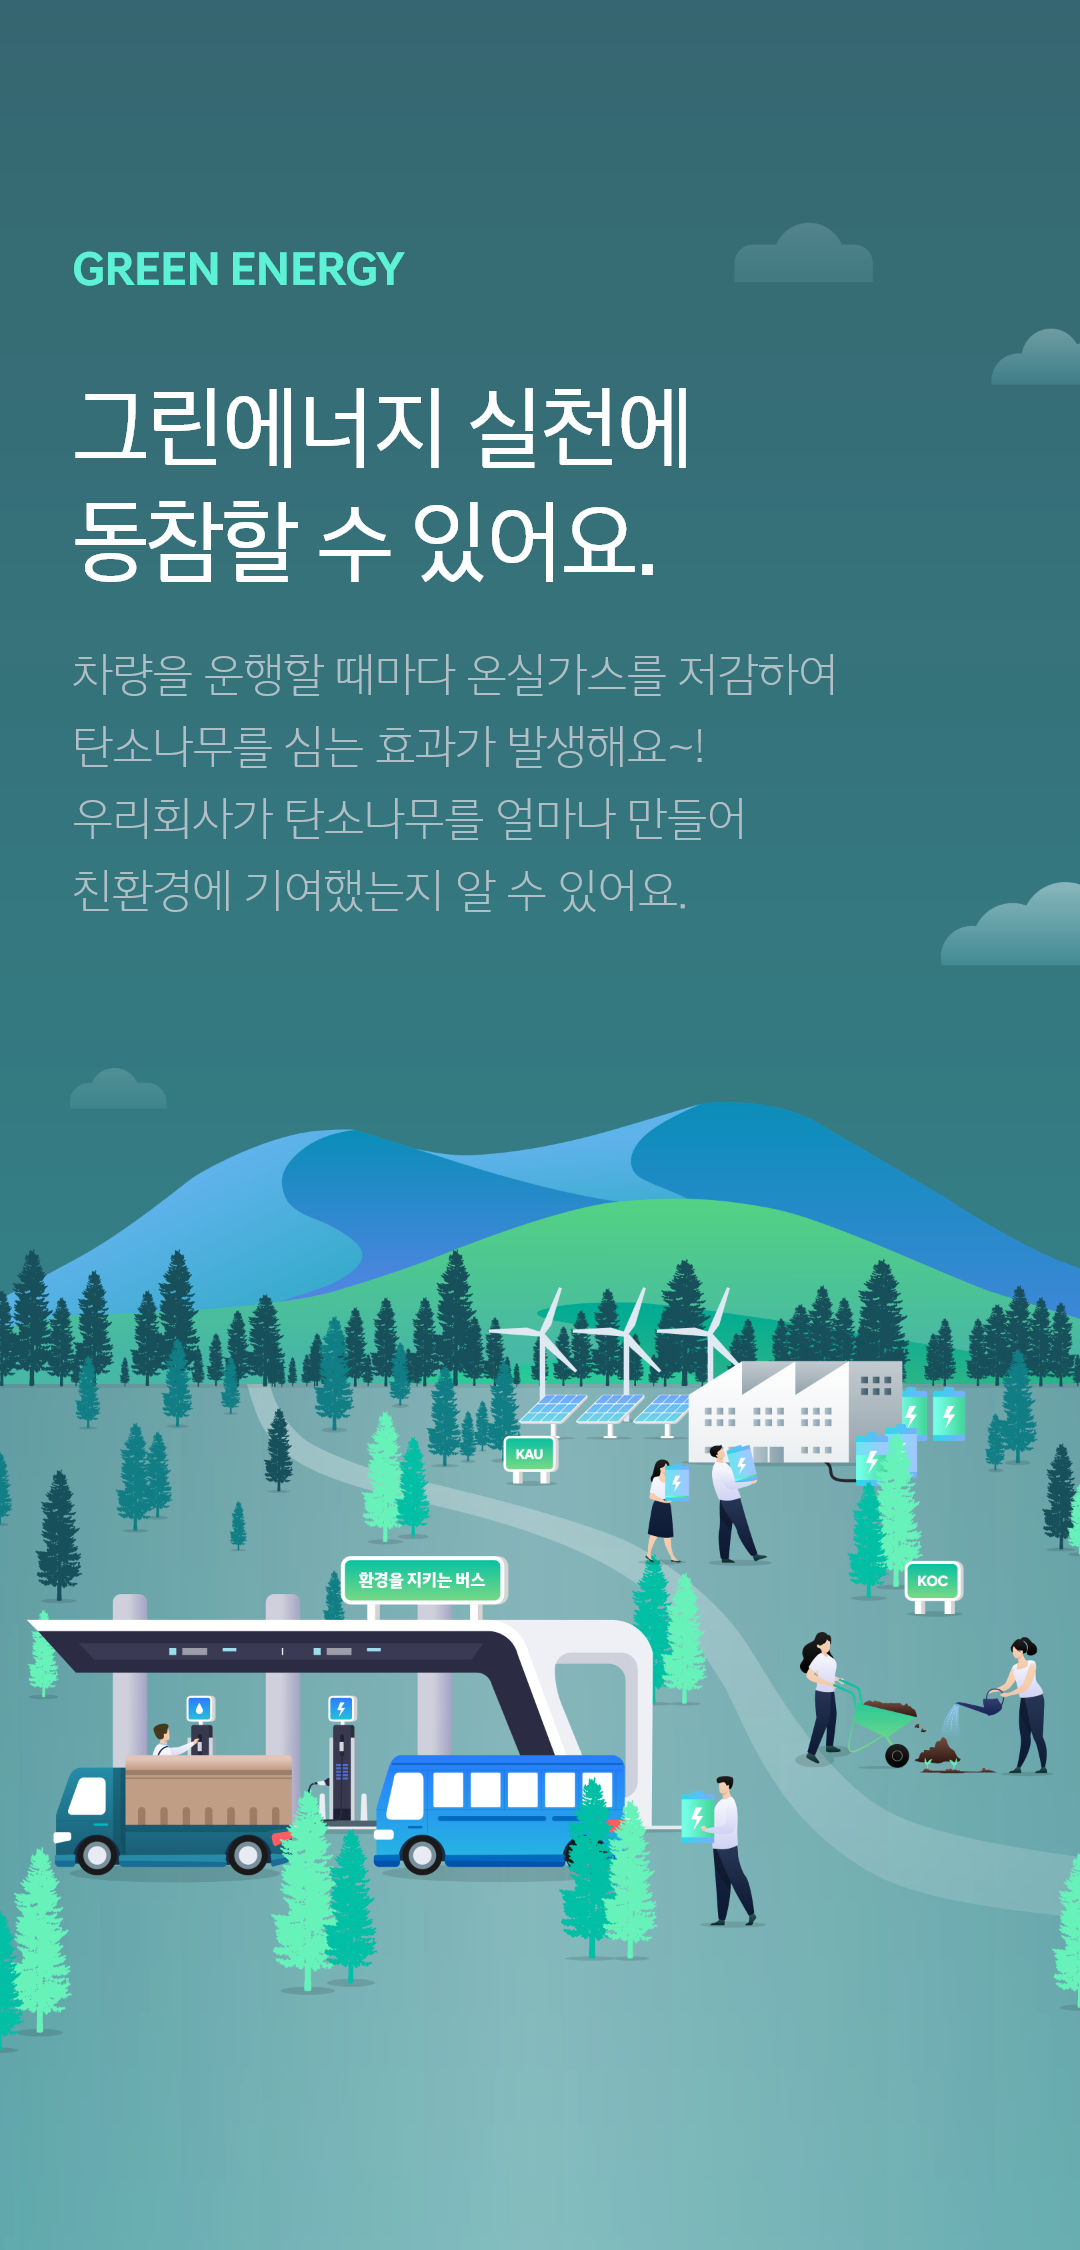 GREEN ENERGY
그린에너지 실천에
동참할 수 있어요.
차량을 운행할 때마다 온실가스를 저감하여
탄소나무를 심는 효과가 발생해요~!
우리회사가 탄소나무를 얼마나 만들어
친환경에 기여했는지 알 수 있어요.
KAU
환경을 지키는 버스
KOC